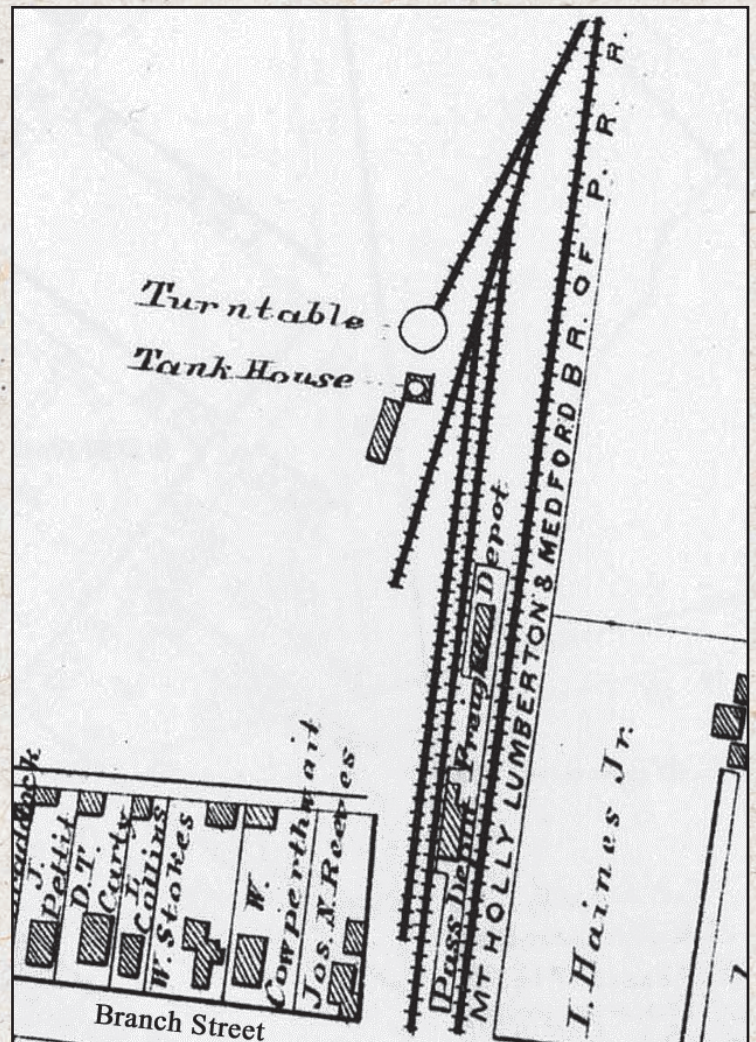 Turntable
Tank House
MT HOLLY LUMBERTON & MEDFORD BR. OF P. R. R.
Freight Depot
Pass Depot
I. Haines Jr.
J. Pettit
D.T. Carty
L. Collins
W. Stokes
W. Cowperthwait
Jos. N. Reeves
Branch Street